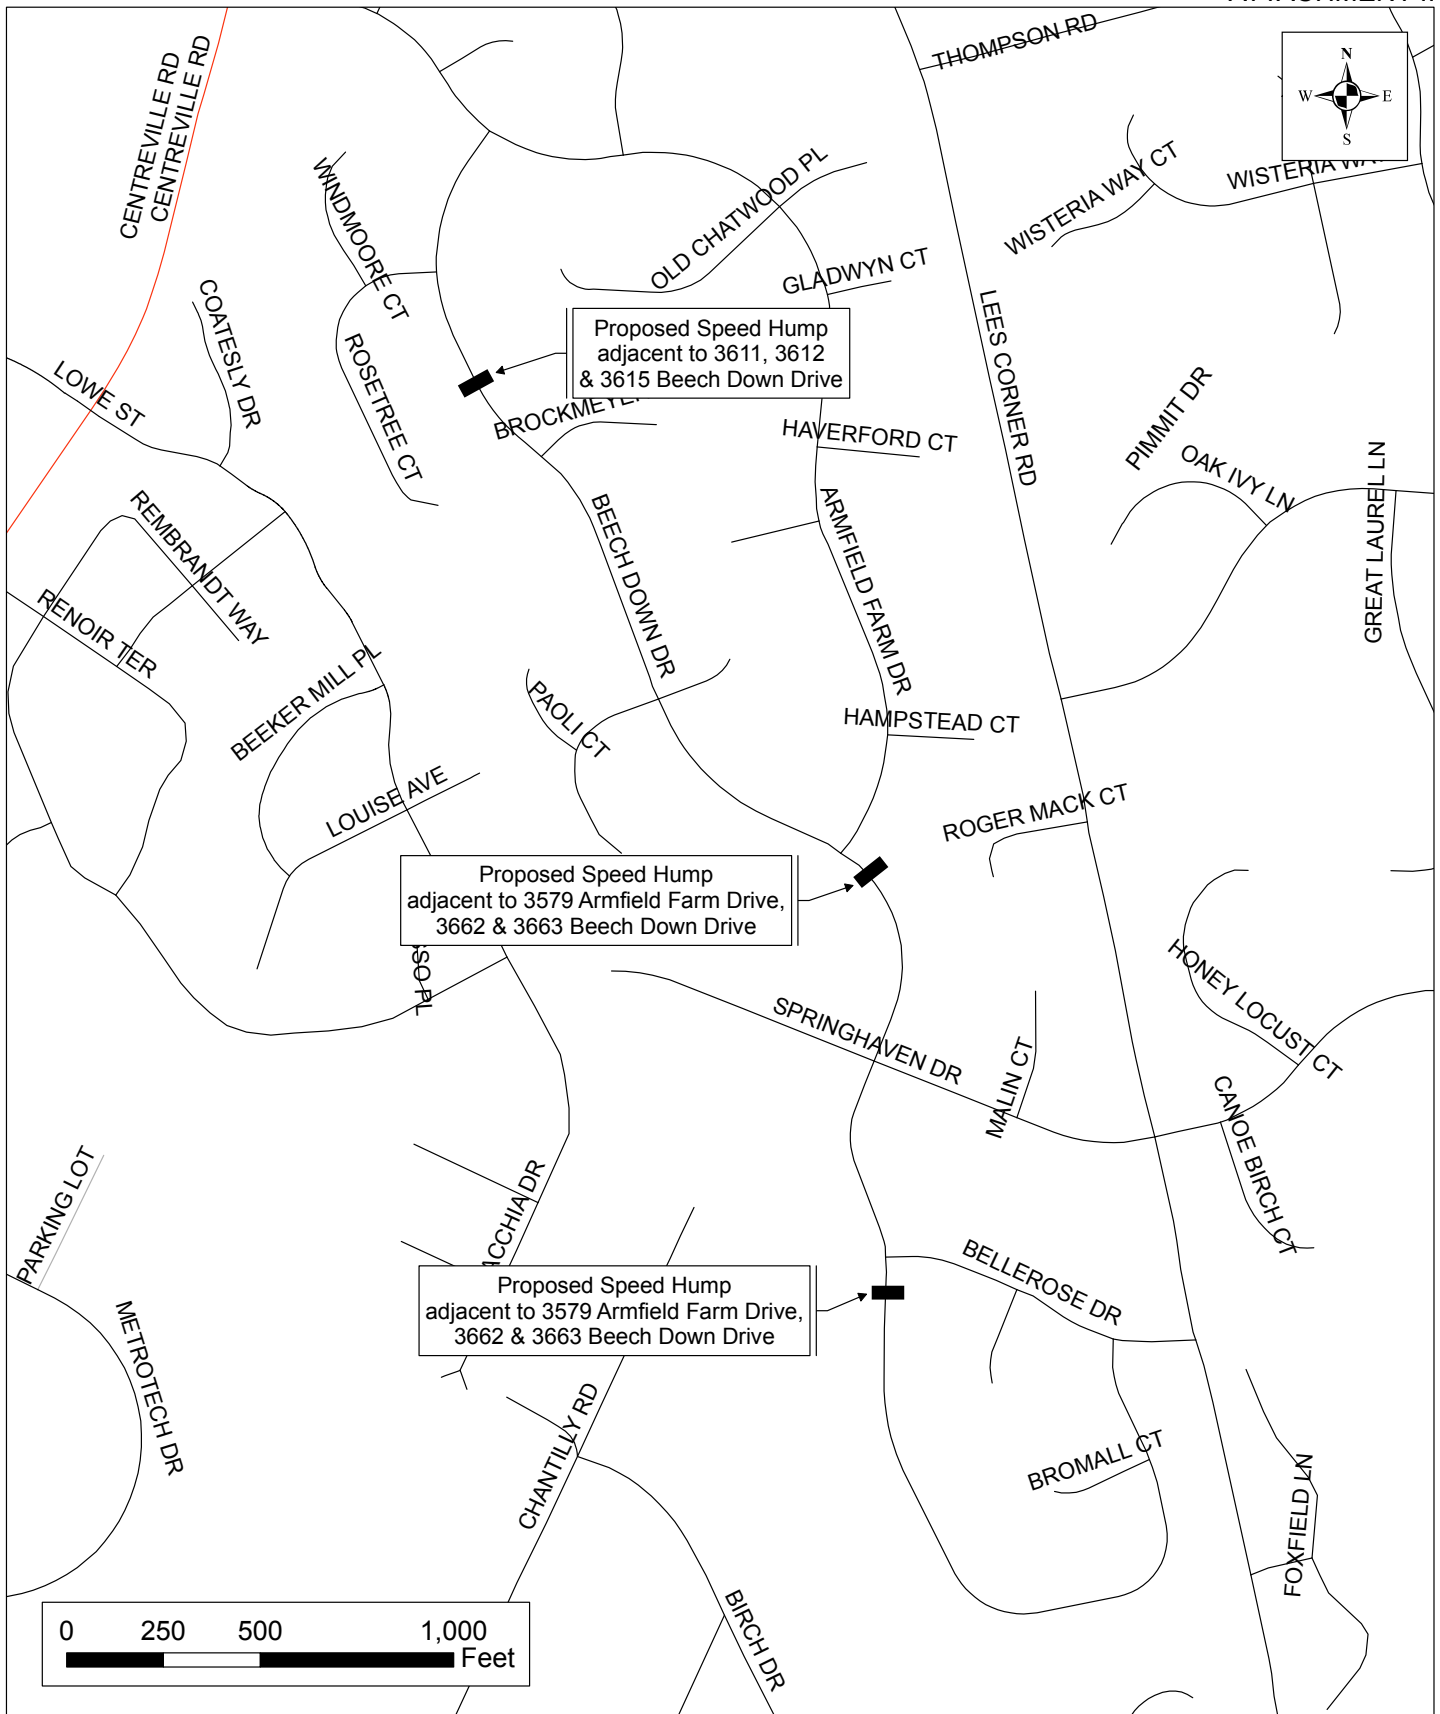 THOMPSON RD
N
W
E
S
CENTREVILLE RD
CENTREVILLE RD
WINDMOORE CT
OLD CHATWOOD PL
WISTERIA WAY CT
WISTERIA
GLADWYN CT
COATESLY DR
LEES CORNER RD
Proposed Speed Hump
adjacent to 3611, 3612
& 3615 Beech Down Drive
ROSETREE CT
LOWE ST
BROCKMEYER
HAVERFORD CT
PIMMIT DR
OAK IVY LN
GREAT LAUREL LN
REMBRANDT WAY
BEECH DOWN DR
ARMFIELD FARM DR
RENOIR TER
BEEKER MILL PL
PAOLI CT
HAMPSTEAD CT
LOUISE AVE
ROGER MACK CT
Proposed Speed Hump
adjacent to 3579 Armfield Farm Drive,
3662 & 3663 Beech Down Drive
SSO PL
HONEY LOCUST CT
SPRINGHAVEN DR
MALIN CT
CANOE BIRCH CT
PARKING LOT
ACCHIA DR
BELLEROSE DR
Proposed Speed Hump
adjacent to 3579 Armfield Farm Drive,
3662 & 3663 Beech Down Drive
METROTECH DR
CHANTILLY RD
BROMALL CT
FOXFIELD LN
BIRCH DR
0 250 500 1,000
Feet